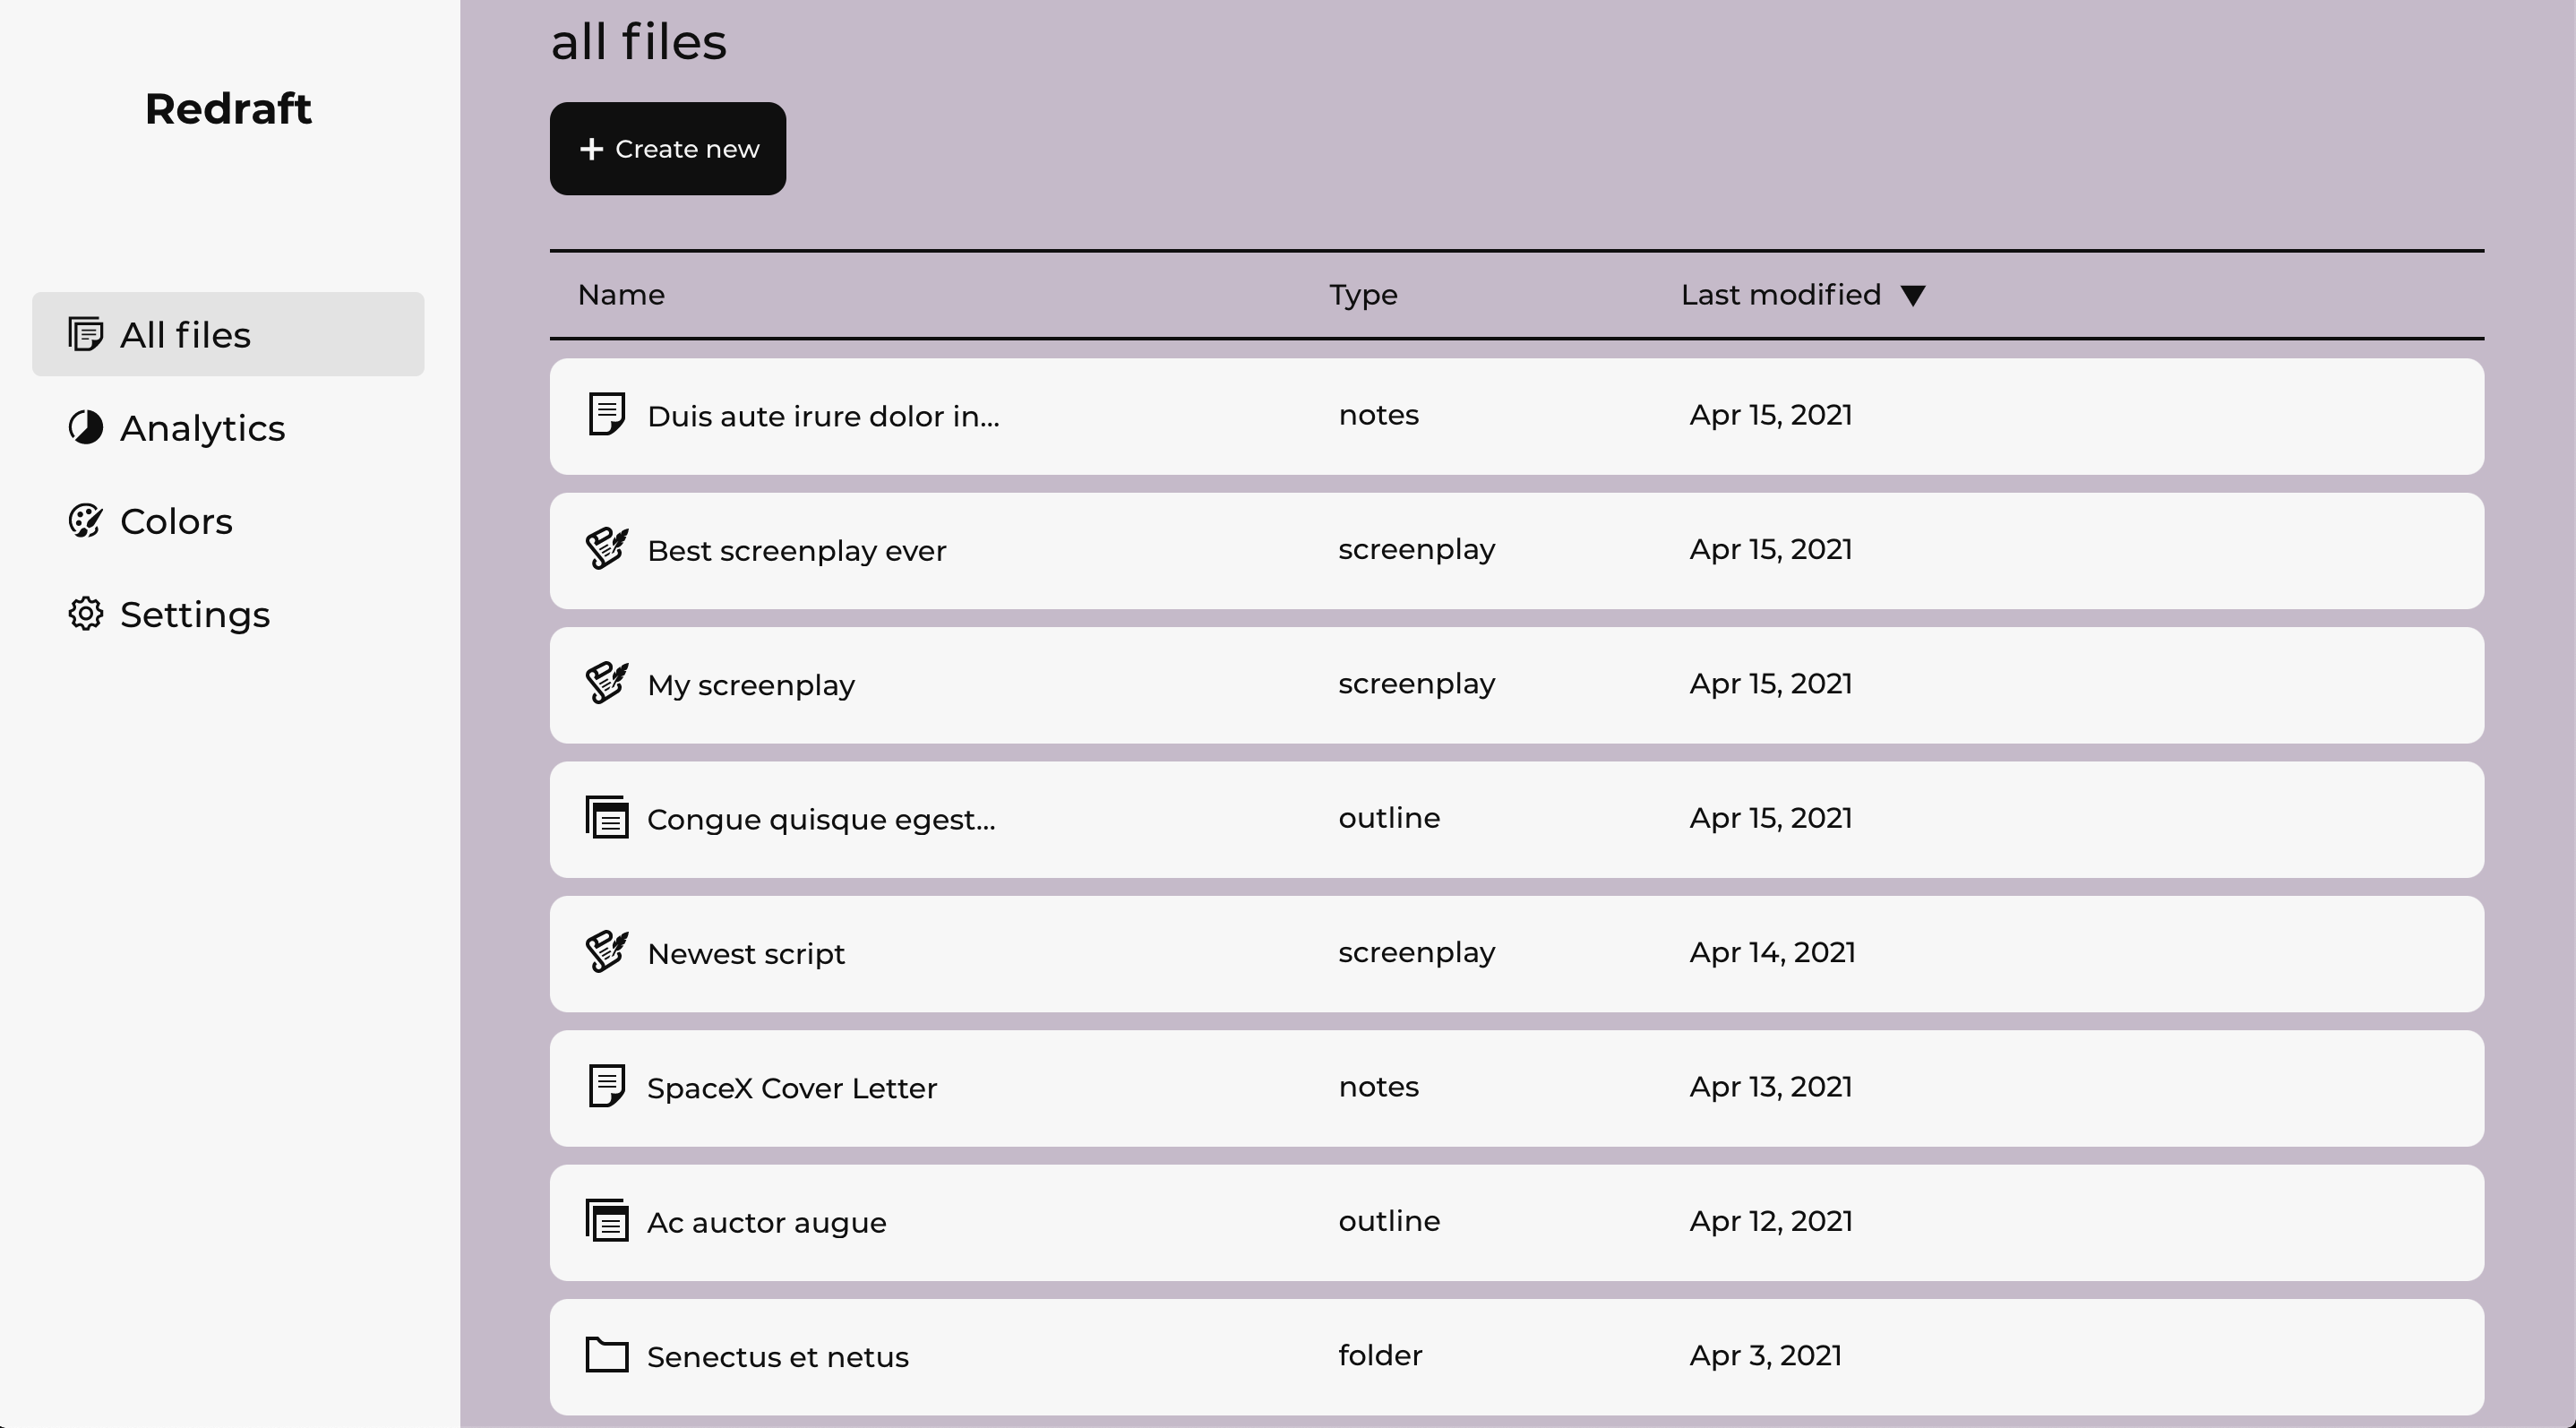 Redraft
All files
Analytics
Colors
Settings
all files
+ Create new
Name Type Last modified ▼
Duis aute irure dolor in... notes Apr 15, 2021
Best screenplay ever screenplay Apr 15, 2021
My screenplay screenplay Apr 15, 2021
Congue quisque egest... outline Apr 15, 2021
Newest script screenplay Apr 14, 2021
SpaceX Cover Letter notes Apr 13, 2021
Ac auctor augue outline Apr 12, 2021
Senectus et netus folder Apr 3, 2021